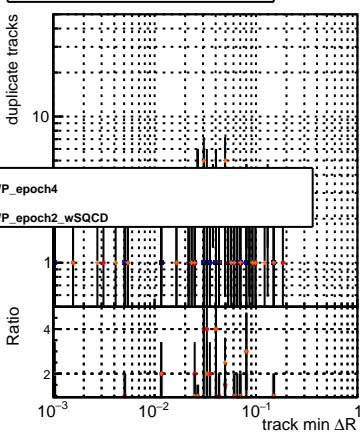 duplicate tracks
10
P_epoch4
P_epoch2_wSQCD
1
Ratio
4
2
10⁻³ 10⁻² 10⁻¹ 1
track min ΔR